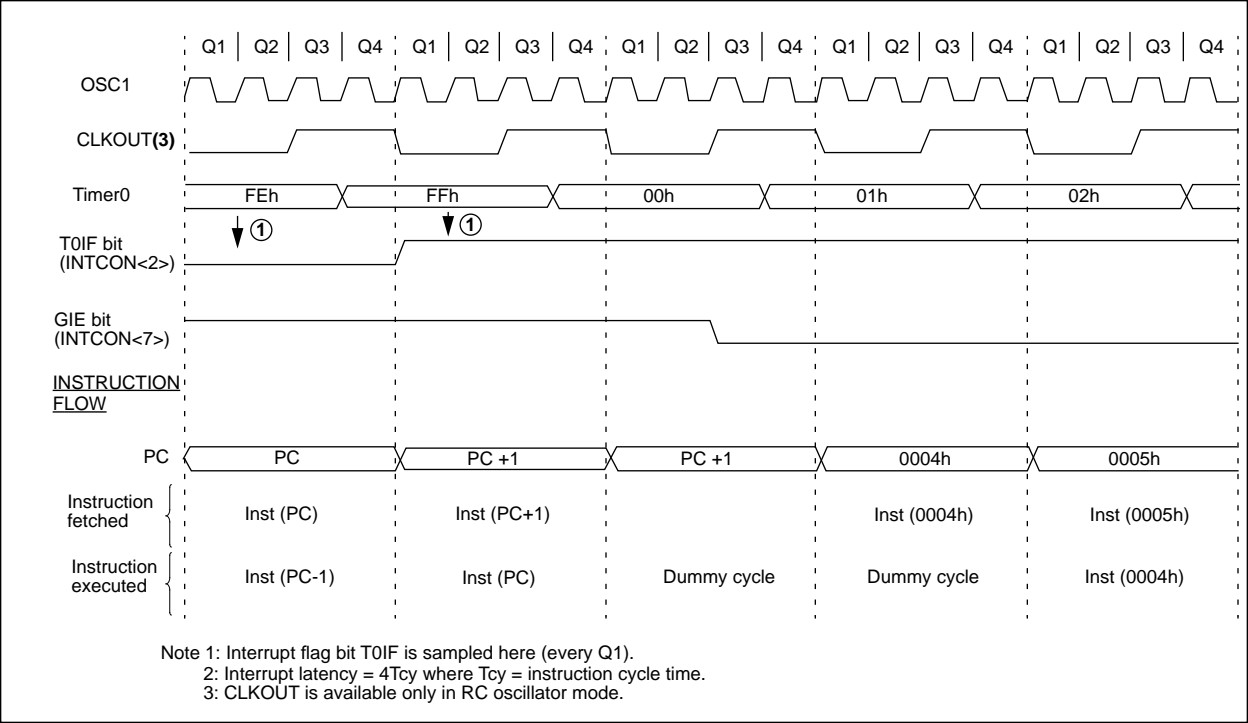 Q1 Q2 Q3 Q4 Q1 Q2 Q3 Q4 Q1 Q2 Q3 Q4 Q1 Q2 Q3 Q4 Q1 Q2 Q3 Q4
OSC1
CLKOUT(3)
Timer0 FEh FFh 00h 01h 02h
1 1
T0IF bit
(INTCON<2>)
GIE bit
(INTCON<7>)
INSTRUCTION
FLOW
PC PC PC +1 PC +1 0004h 0005h
Instruction
fetched
Inst (PC) Inst (PC+1) Inst (0004h) Inst (0005h)
Instruction
executed
Inst (PC-1) Inst (PC) Dummy cycle Dummy cycle Inst (0004h)
Note 1: Interrupt flag bit T0IF is sampled here (every Q1).
2: Interrupt latency = 4Tcy where Tcy = instruction cycle time.
3: CLKOUT is available only in RC oscillator mode.